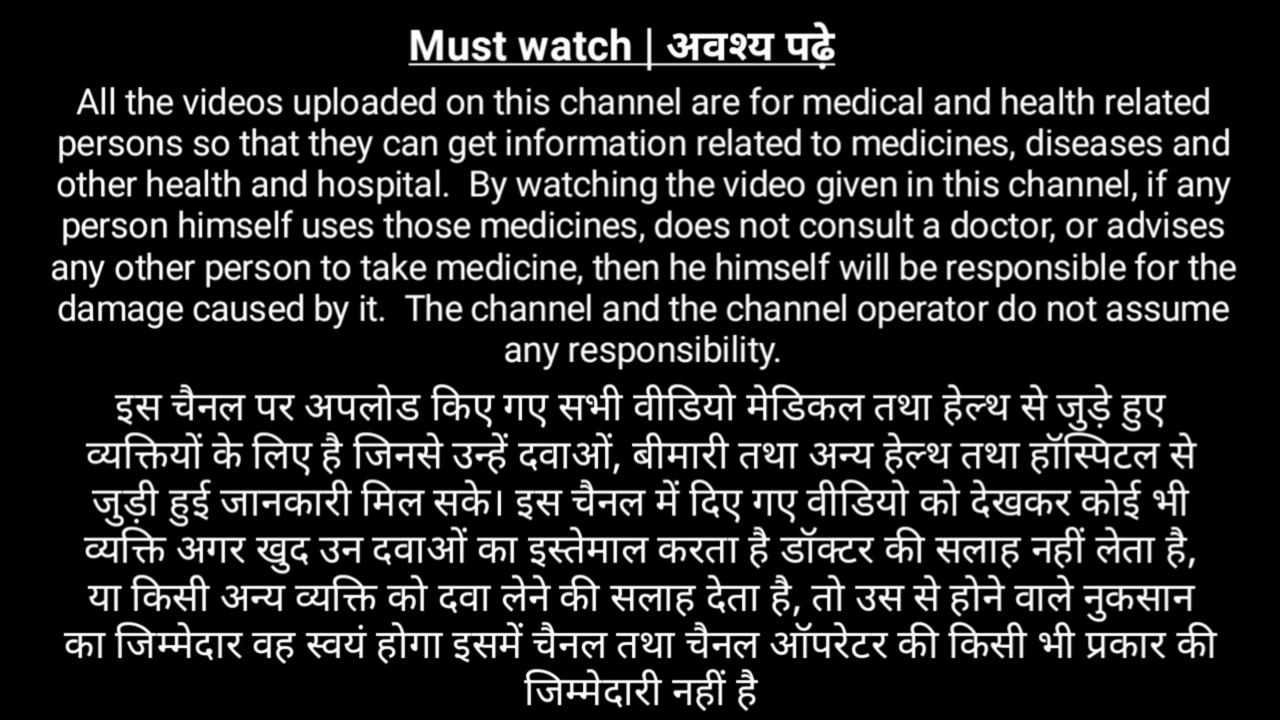 Must watch | अवश्य पढ़े
All the videos uploaded on this channel are for medical and health related
persons so that they can get information related to medicines, diseases and
other health and hospital.  By watching the video given in this channel, if any
person himself uses those medicines, does not consult a doctor, or advises
any other person to take medicine, then he himself will be responsible for the
damage caused by it.  The channel and the channel operator do not assume
any responsibility.
इस चैनल पर अपलोड किए गए सभी वीडियो मेडिकल तथा हेल्थ से जुड़े हुए
व्यक्तियों के लिए है जिनसे उन्हें दवाओं, बीमारी तथा अन्य हेल्थ तथा हॉस्पिटल से
जुड़ी हुई जानकारी मिल सके। इस चैनल में दिए गए वीडियो को देखकर कोई भी
व्यक्ति अगर खुद उन दवाओं का इस्तेमाल करता है डॉक्टर की सलाह नहीं लेता है,
या किसी अन्य व्यक्ति को दवा लेने की सलाह देता है, तो उस से होने वाले नुकसान
का जिम्मेदार वह स्वयं होगा इसमें चैनल तथा चैनल ऑपरेटर की किसी भी प्रकार की
जिम्मेदारी नहीं है